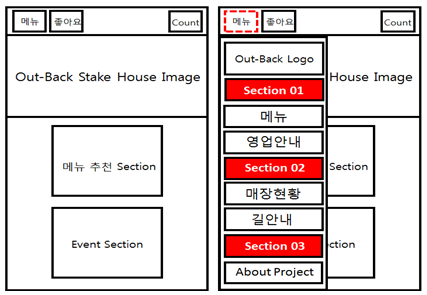 메뉴 좋아요 Count
Out-Back Stake House Image
메뉴 추천 Section
Event Section
메뉴 좋아요 Count
House Image
Out-Back Logo
Section 01
메뉴
영업안내
Section 02
ection
매장현황
길안내
Section 03
ction
About Project